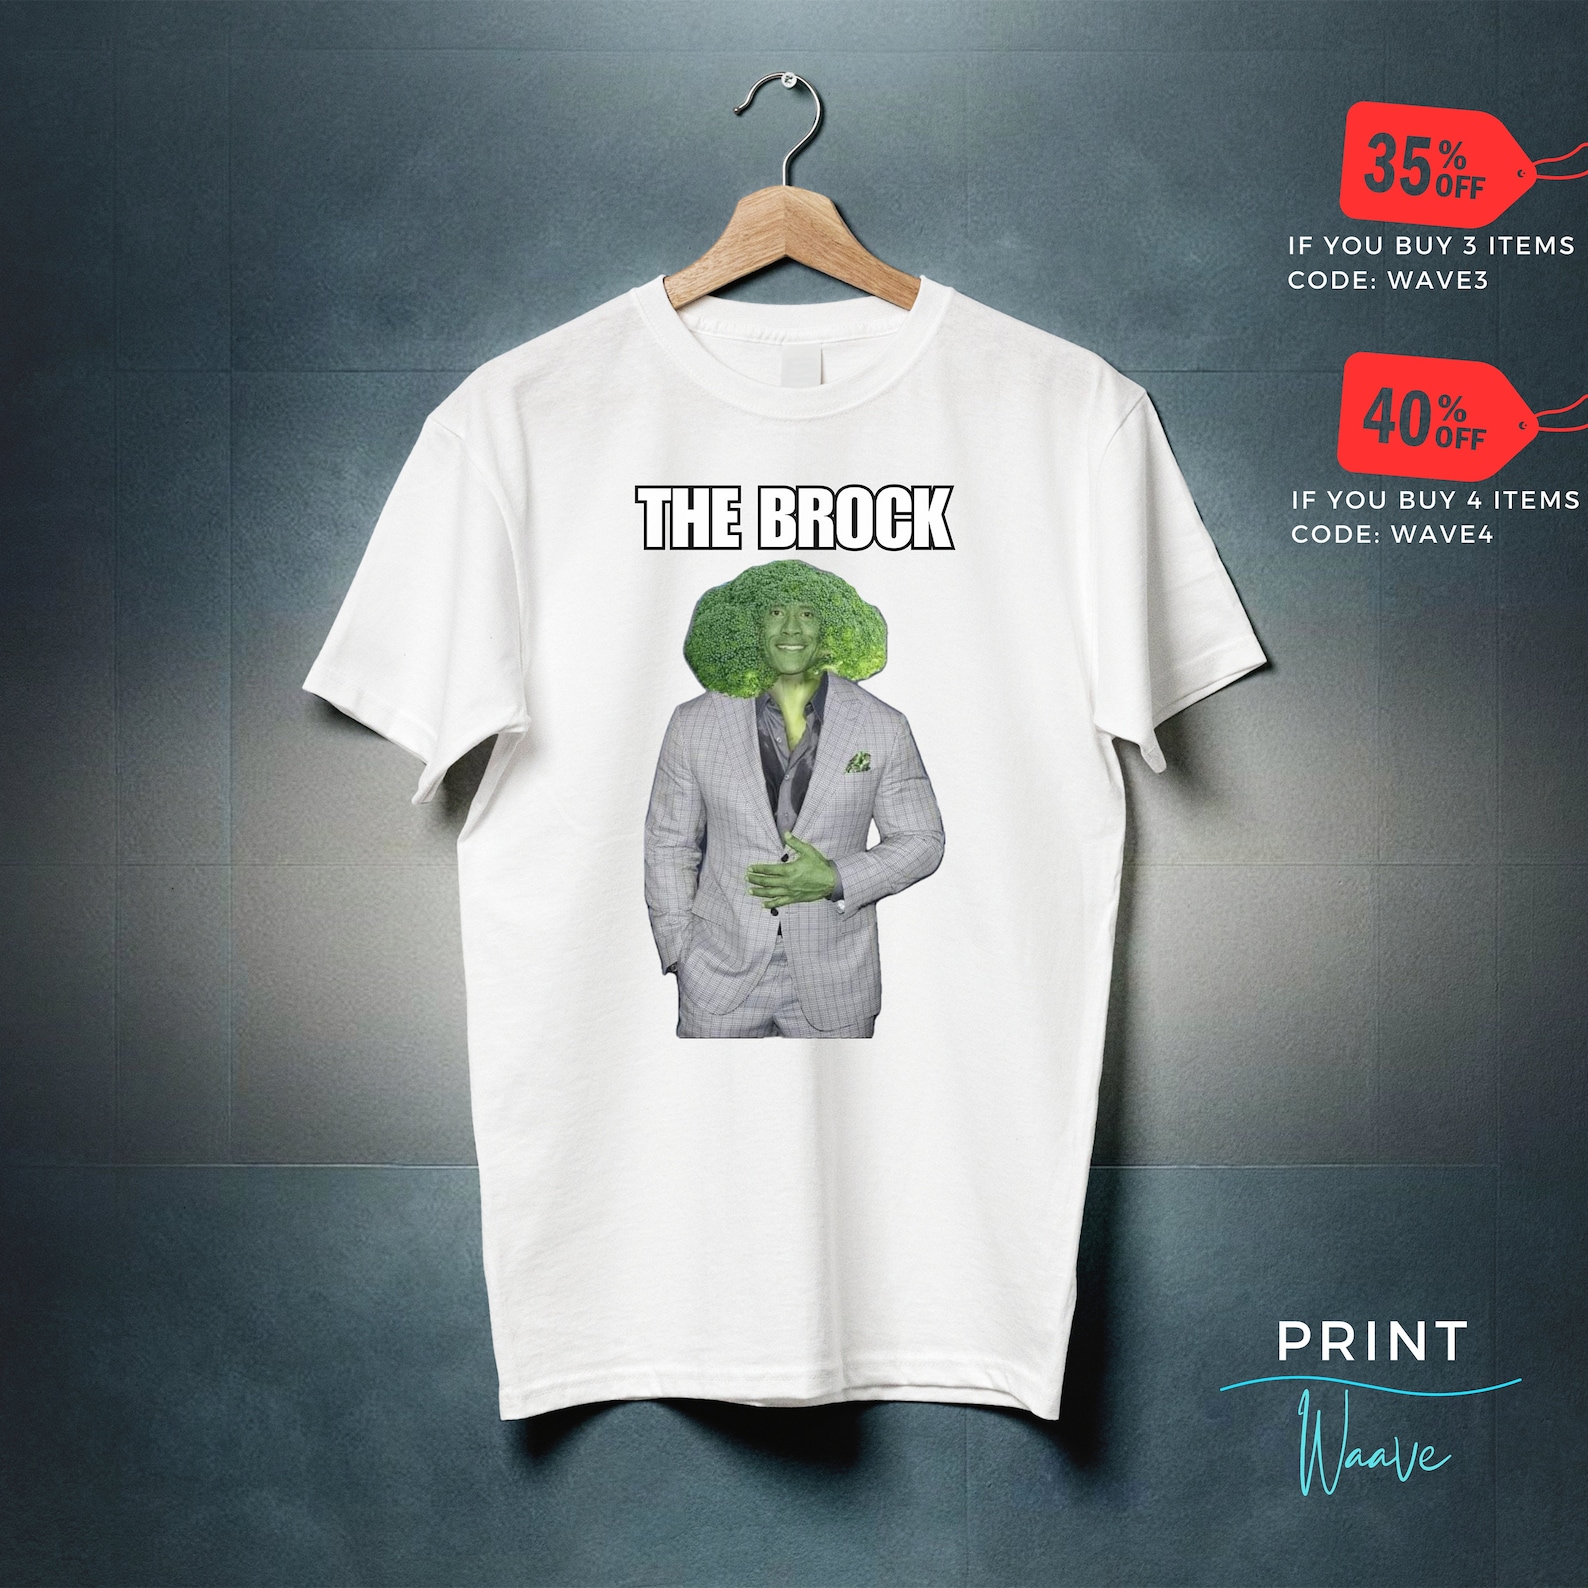 THE BROCK
35% OFF
IF YOU BUY 3 ITEMS
CODE: WAVE3
40% OFF
IF YOU BUY 4 ITEMS
CODE: WAVE4
PRINT
Waave